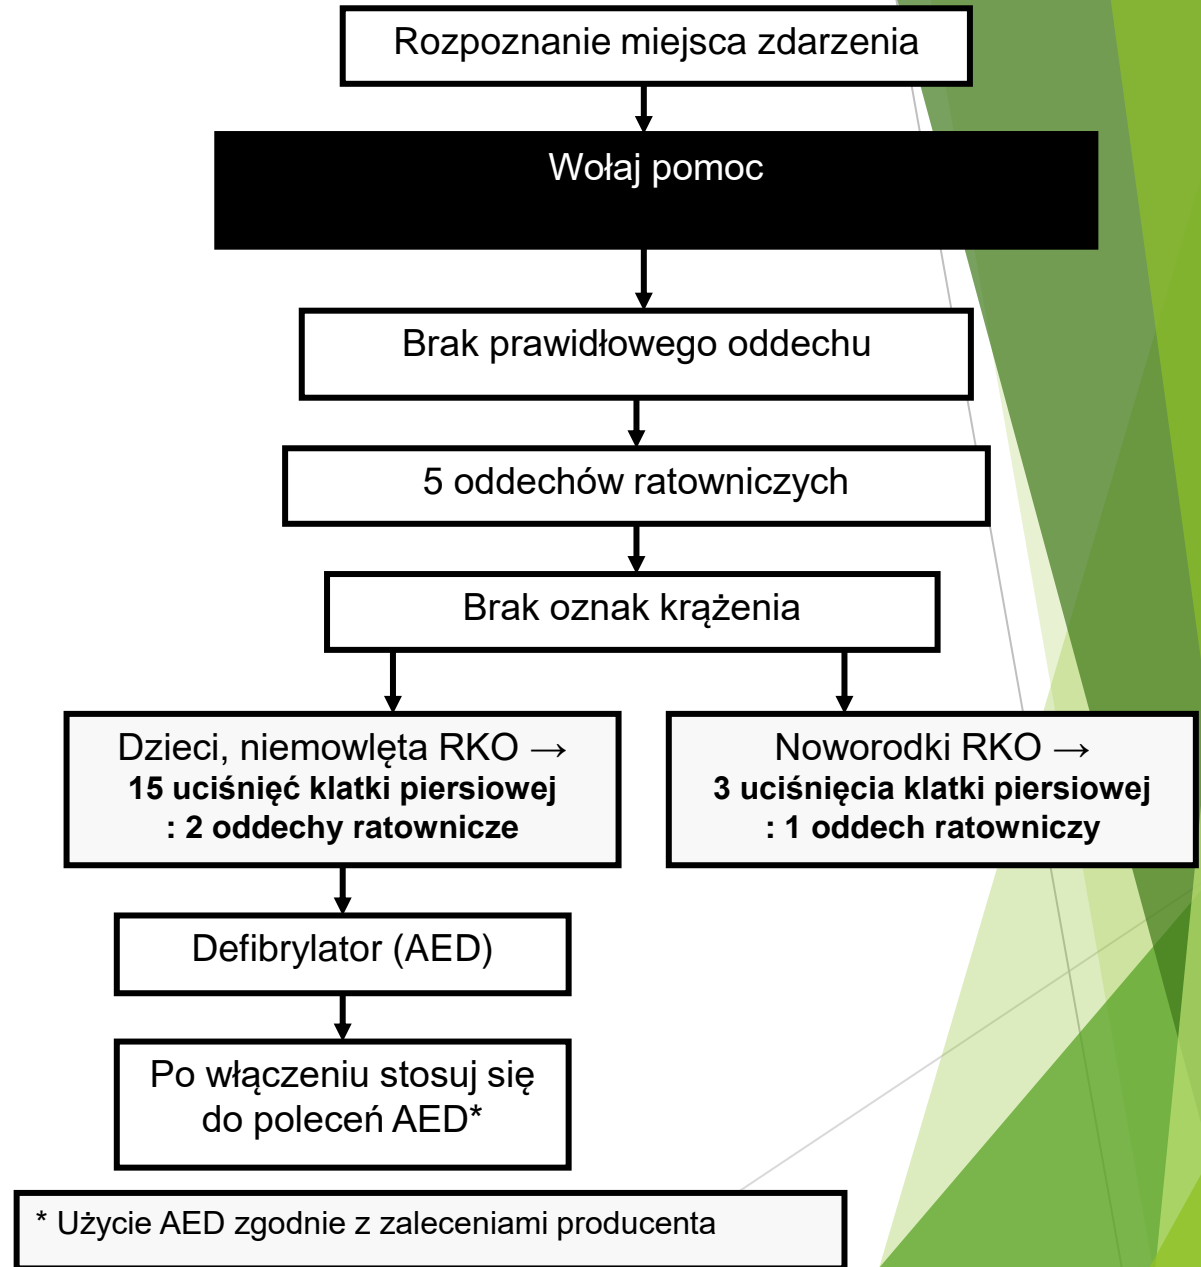 Rozpoznanie miejsca zdarzenia
Wołaj pomoc
Brak prawidłowego oddechu
5 oddechów ratowniczych
Brak oznak krążenia
Dzieci, niemowlęta RKO →
15 uciśnięć klatki piersiowej
: 2 oddechy ratownicze
Noworodki RKO →
3 uciśnięcia klatki piersiowej
: 1 oddech ratowniczy
Defibrylator (AED)
Po włączeniu stosuj się
do poleceń AED*
* Użycie AED zgodnie z zaleceniami producenta